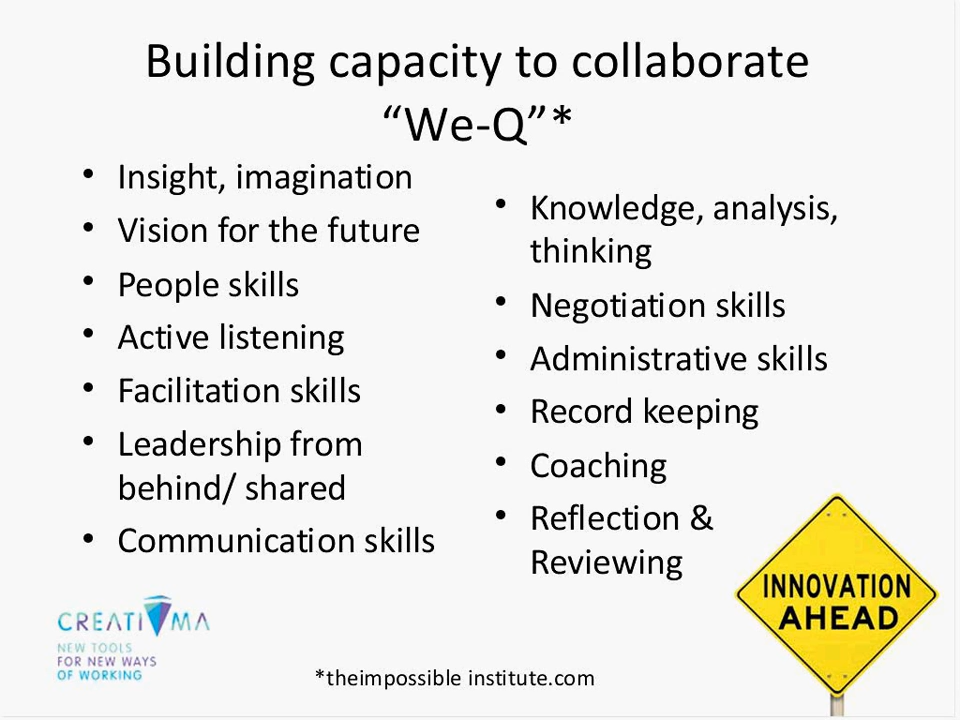 Building capacity to collaborate
“We-Q”*
• Insight, imagination
• Vision for the future
• People skills
• Active listening
• Facilitation skills
• Leadership from
behind/ shared
• Communication skills
• Knowledge, analysis,
thinking
• Negotiation skills
• Administrative skills
• Record keeping
• Coaching
• Reflection &
Reviewing
INNOVATION
AHEAD
CREATIVMA
NEW TOOLS
FOR NEW WAYS
OF WORKING
*theimpossible institute.com